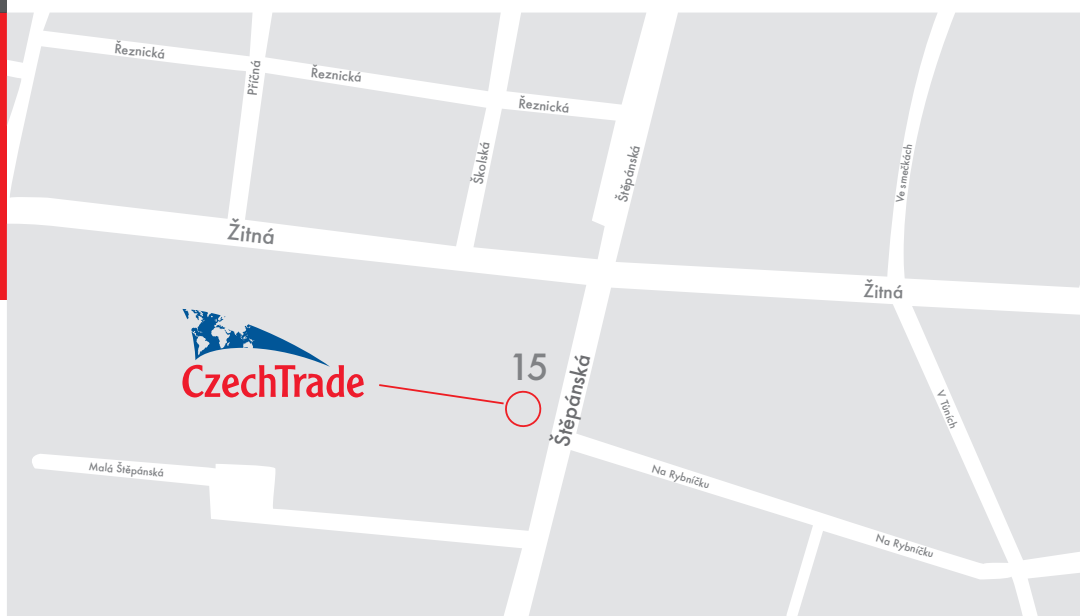 Řeznická
Příčná
Řeznická
Řeznická
Školská
Štěpánská
Ve smečkách
Žitná
Žitná
CzechTrade
15
Štěpánská
V Tůních
Malá Štěpánská
Na Rybníčku
Na Rybníčku